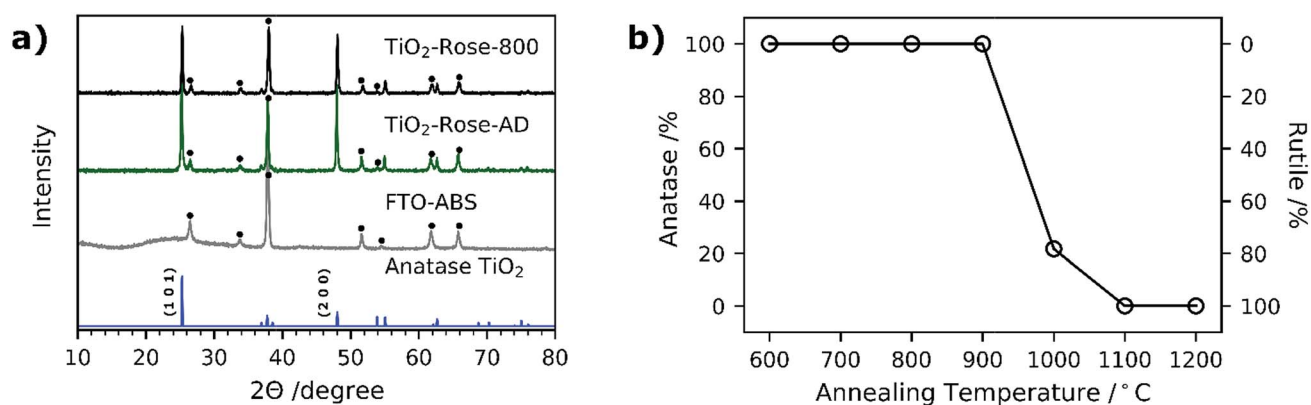 a)
Intensity
TiO2-Rose-800
TiO2-Rose-AD
FTO-ABS
Anatase TiO2
(1 0 1)
(2 0 0)
10 20 30 40 50 60 70 80
2Θ /degree
b)
Anatase /%
100
80
60
40
20
0
0
20
40
60
80
100
Rutile /%
600 700 800 900 1000 1100 1200
Annealing Temperature /°C